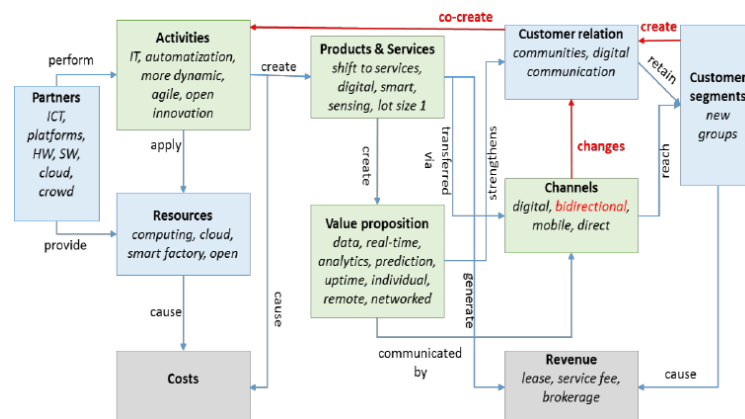 co-create
create
perform
Activities
IT, automatization,
more dynamic,
agile, open
innovation
create
Products & Services
shift to services,
digital, smart,
sensing, lot size 1
Customer relation
communities, digital
communication
retain
Customer
segments
new
groups
Partners
ICT,
platforms,
HW, SW,
cloud,
crowd
apply
create
transferred
via
strengthens
changes
reach
Resources
computing, cloud,
smart factory, open
provide
Value proposition
data, real-time,
analytics, prediction,
uptime, individual,
remote, networked
Channels
digital, bidirectional,
mobile, direct
cause
cause
generate
communicated
by
cause
Costs
Revenue
lease, service fee,
brokerage